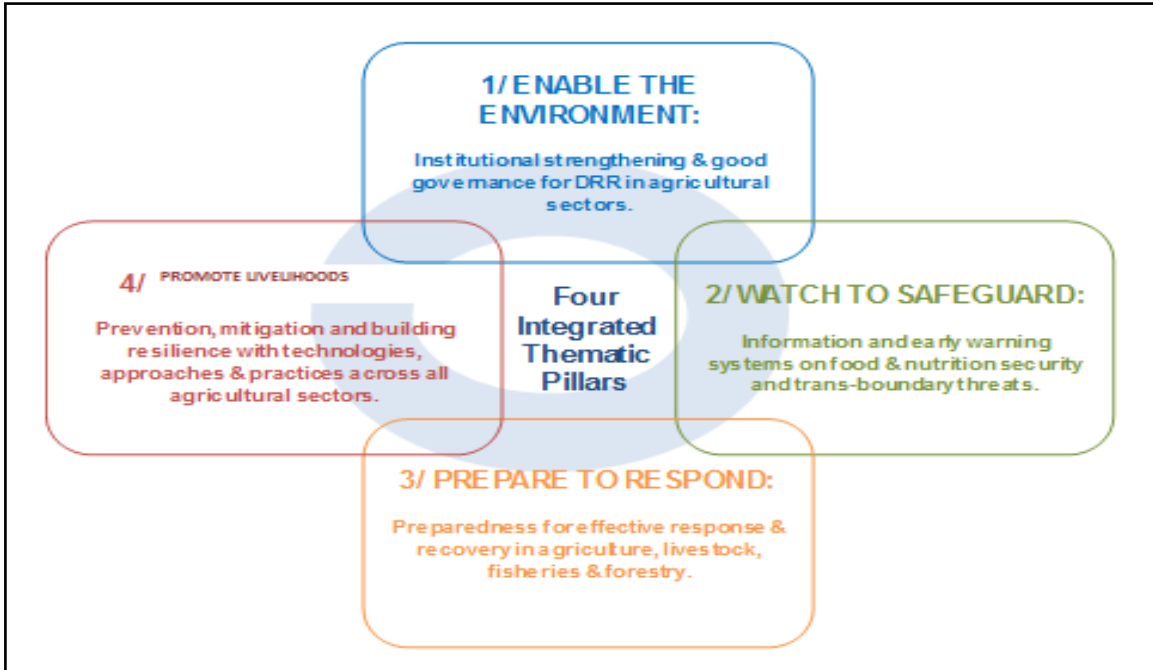 1/ ENABLE THE
ENVIRONMENT:
Institutional strengthening & good
governance for DRR in agricultural
sectors.
4/ PROMOTE LIVELIHOODS
Prevention, mitigation and building
resilience with technologies,
approaches & practices across all
agricultural sectors.
Four
Integrated
Thematic
Pillars
2/ WATCH TO SAFEGUARD:
Information and early warning
systems on food & nutrition security
and trans-boundary threats.
3/ PREPARE TO RESPOND:
Preparedness for effective response &
recovery in agriculture, livestock,
fisheries & forestry.